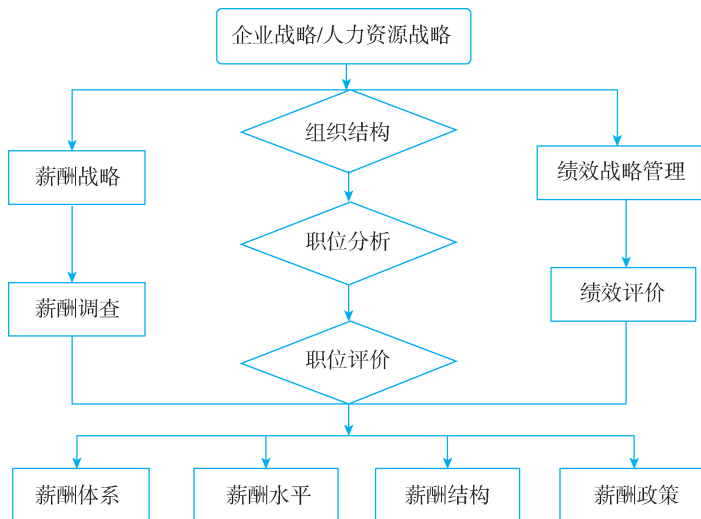 企业战略/人力资源战略
组织结构
薪酬战略
绩效战略管理
职位分析
薪酬调查
绩效评价
职位评价
薪酬体系
薪酬水平
薪酬结构
薪酬政策